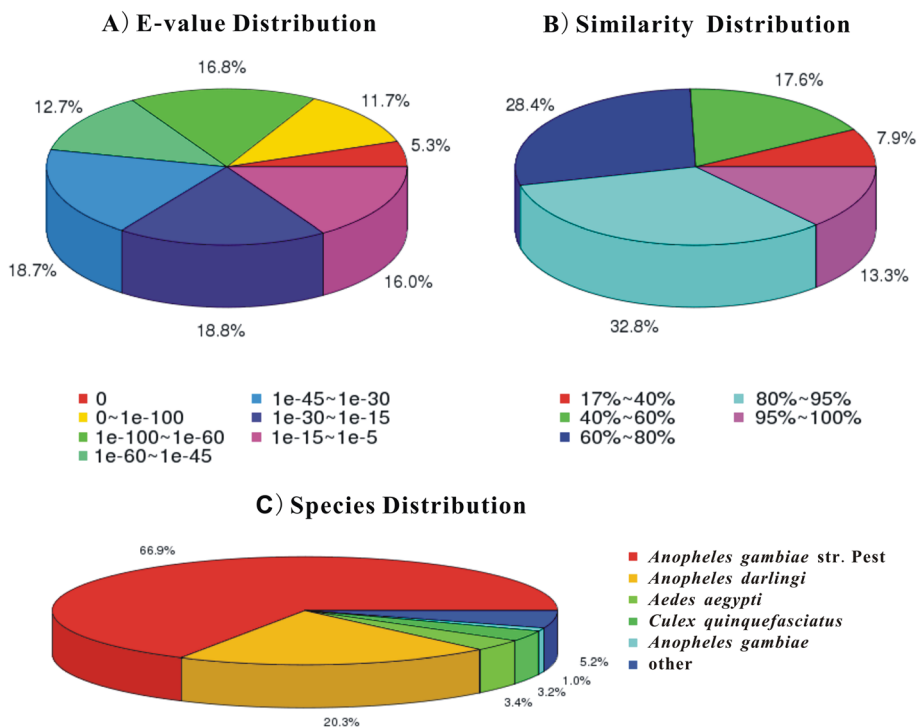 A) E-value Distribution
16.8%
12.7%
11.7%
5.3%
18.7%
16.0%
18.8%
0
0~1e-100
1e-100~1e-60
1e-60~1e-45
1e-45~1e-30
1e-30~1e-15
1e-15~1e-5
B) Similarity Distribution
17.6%
28.4%
7.9%
13.3%
32.8%
17%~40%
40%~60%
60%~80%
80%~95%
95%~100%
C) Species Distribution
66.9%
5.2%
1.0%
3.2%
3.4%
20.3%
Anopheles gambiae str. Pest
Anopheles darlingi
Aedes aegypti
Culex quinquefasciatus
Anopheles gambiae
other